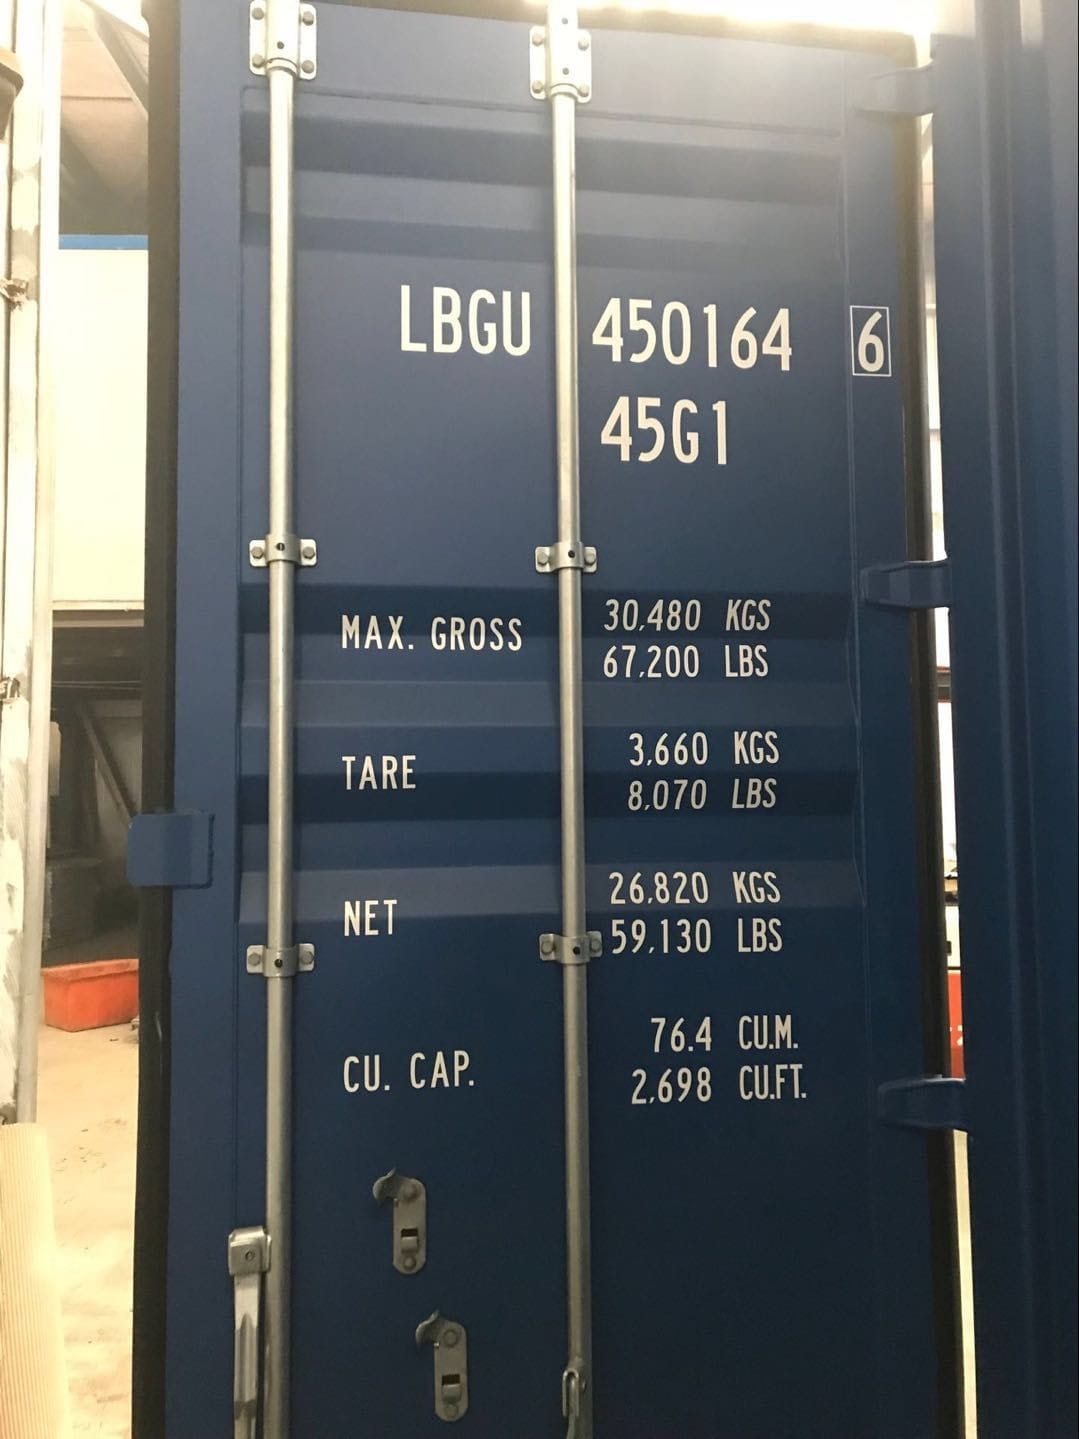 LBGU 450164 6
45G1
MAX. GROSS 30,480 KGS
67,200 LBS
TARE 3,660 KGS
8,070 LBS
NET 26,820 KGS
59,130 LBS
CU. CAP. 76.4 CU.M.
2,698 CU.FT.